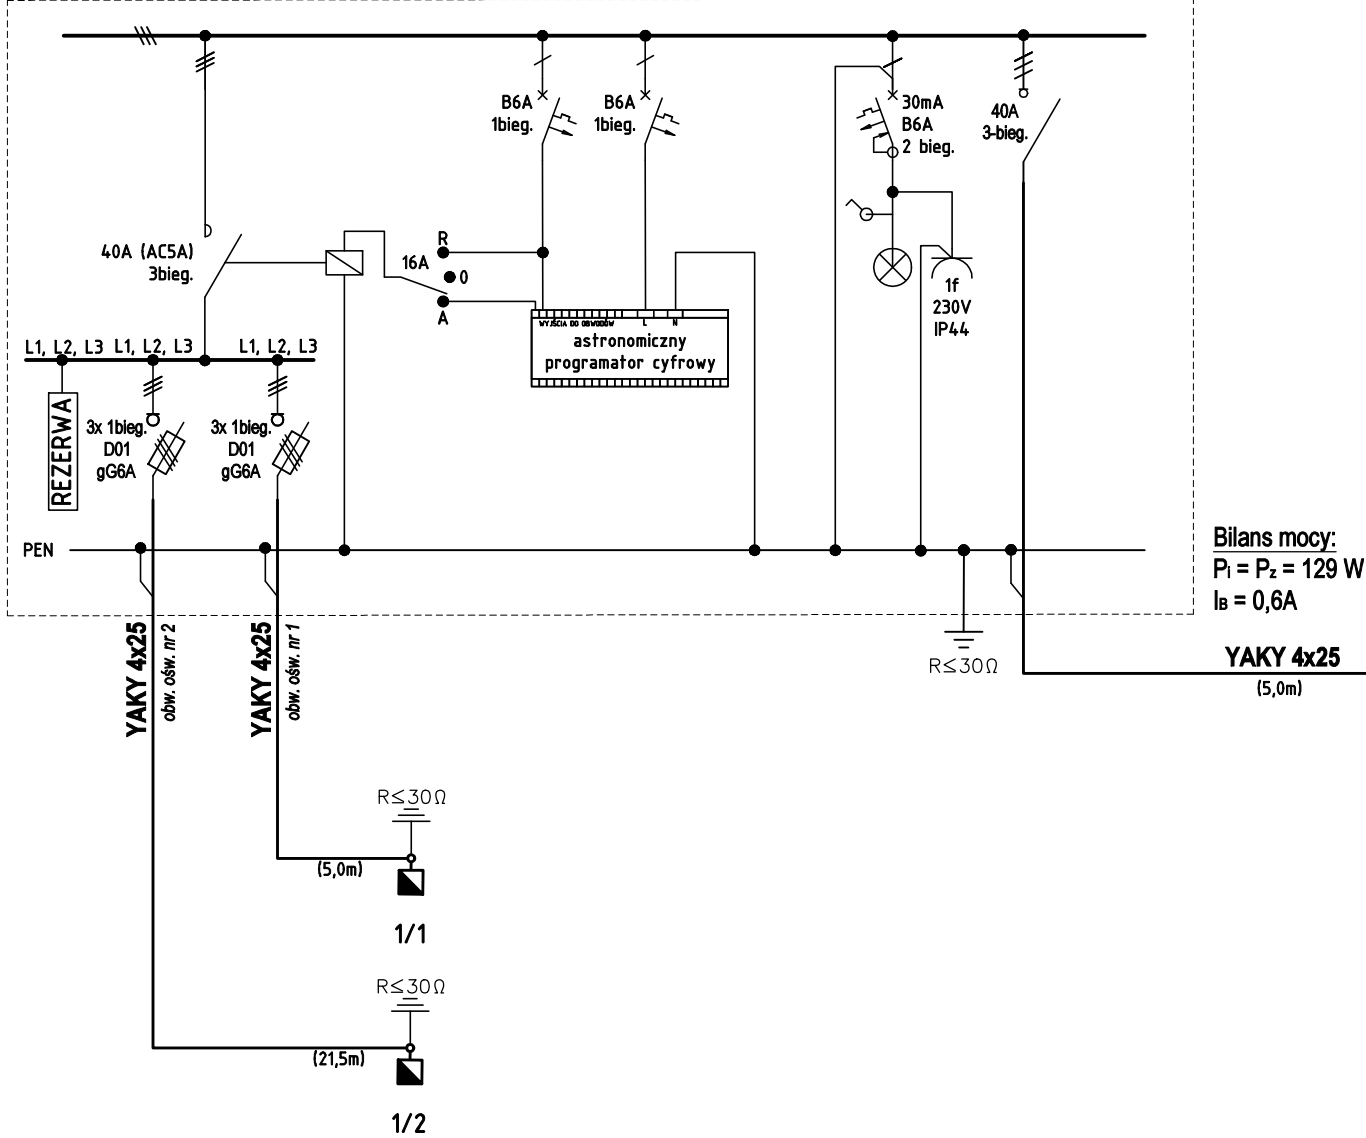 B6A
1bieg.
B6A
1bieg.
30mA
B6A
2 bieg.
40A
3-bieg.
40A (AC5A)
3bieg.
R
16A
0
A
WYJŚCIA DO OBWODÓW L N
astronomiczny
programator cyfrowy
1f
230V
IP44
L1, L2, L3 L1, L2, L3 L1, L2, L3
REZERWA
3x 1bieg.
D01
gG6A
3x 1bieg.
D01
gG6A
PEN
Bilans mocy:
Pi = Pz = 129 W
IB = 0,6A
YAKY 4x25
obw. ośw. nr 2
YAKY 4x25
obw. ośw. nr 1
R≤30Ω
YAKY 4x25
(5,0m)
R≤30Ω
(5,0m)
1/1
R≤30Ω
(21,5m)
1/2